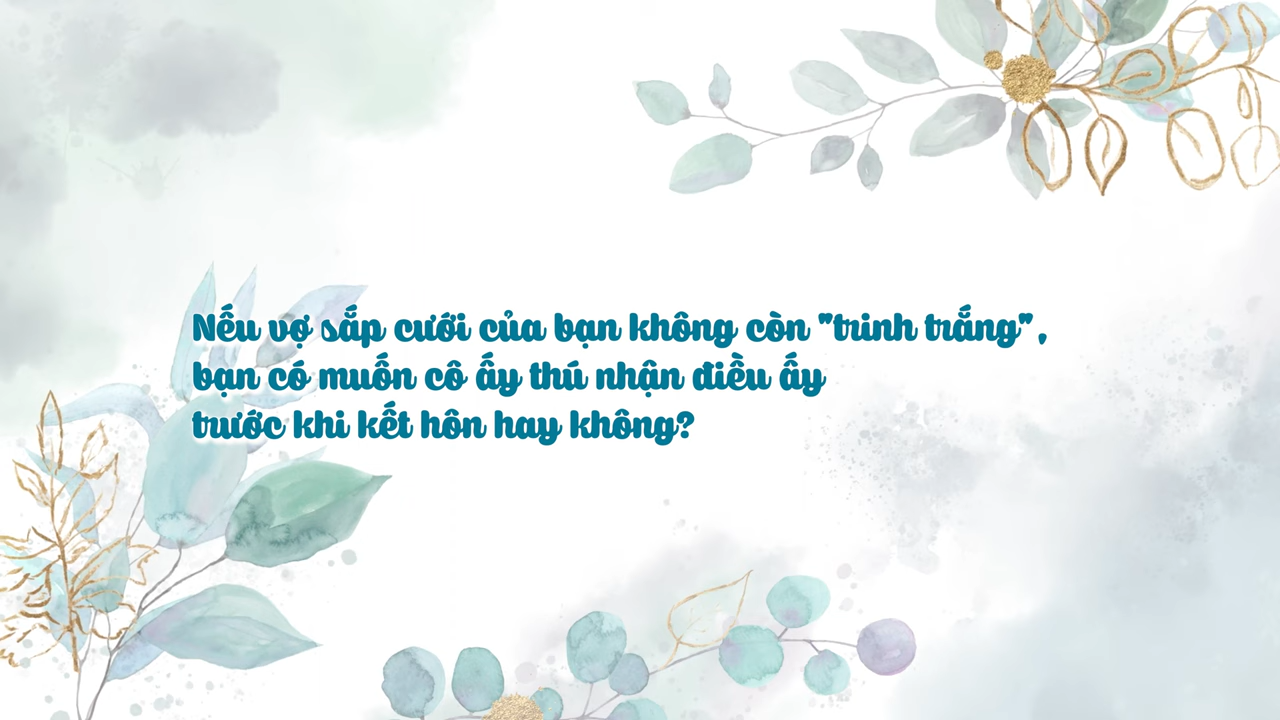 Nếu vợ sắp cưới của bạn không còn "trinh trắng",
bạn có muốn cô ấy thú nhận điều ấy
trước khi kết hôn hay không?